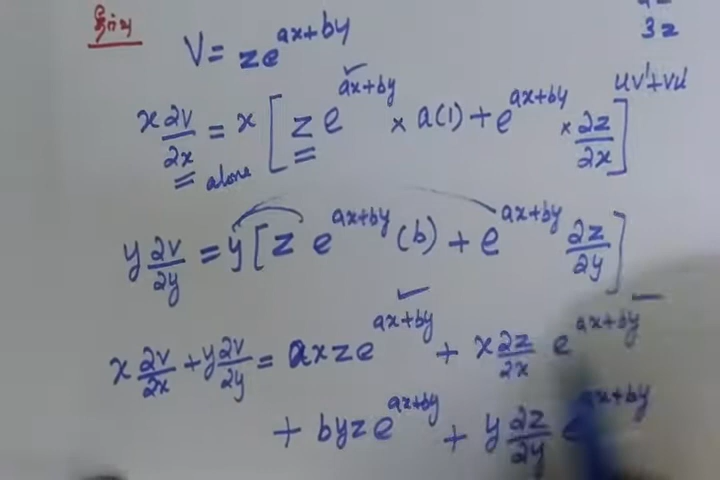 V = ze^{ax+by}
3z
x ∂v/∂x = x [ z e^{ax+by} × a(1) + e^{ax+by} × ∂z/∂x ] uv'+vu'
alone
y ∂v/∂y = y [ z e^{ax+by} (b) + e^{ax+by} ∂z/∂y ]
x ∂v/∂x + y ∂v/∂y = axze^{ax+by} + x ∂z/∂x e^{ax+by}
+ byze^{ax+by} + y ∂z/∂y e^{ax+by}